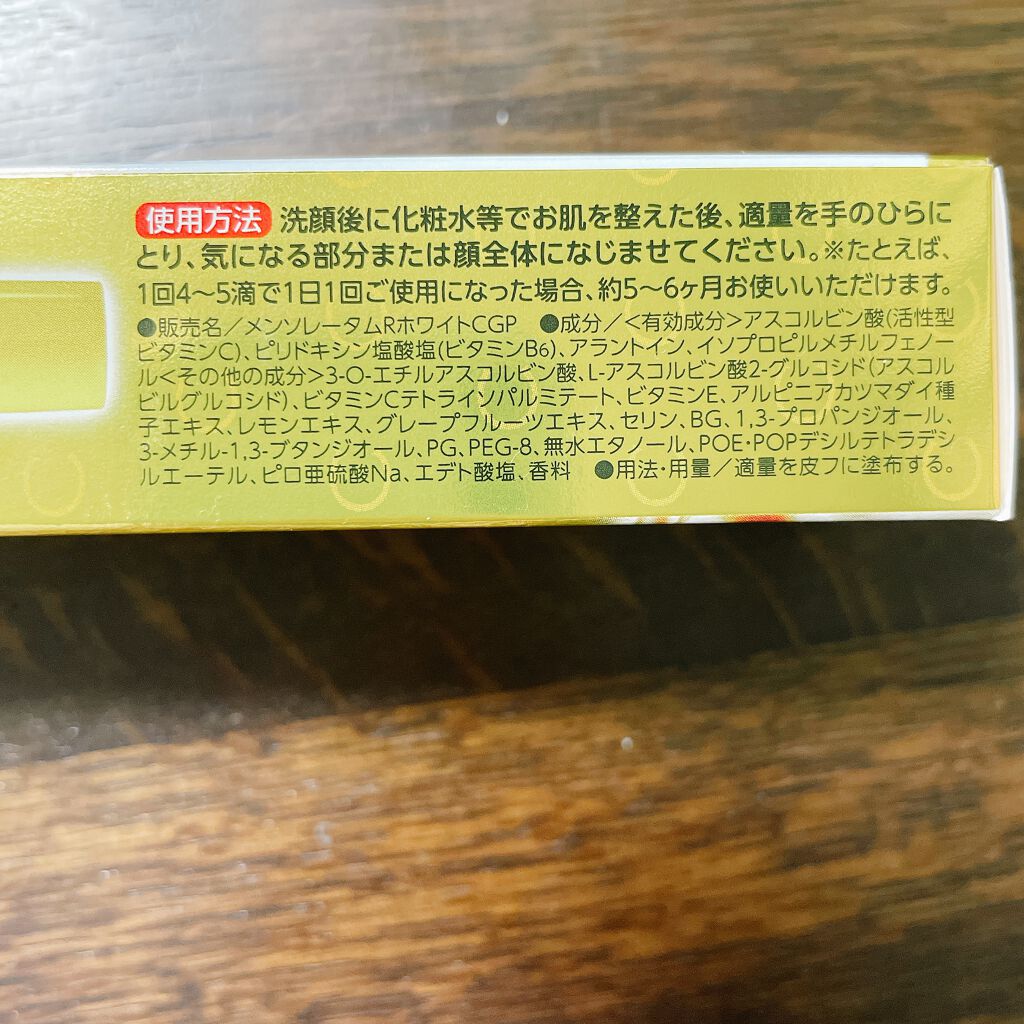 使用方法 洗顔後に化粧水等でお肌を整えた後、適量を手のひらに
とり、気になる部分または顔全体になじませてください。※たとえば、
1回4〜5滴で1日1回ご使用になった場合、約5〜6ヶ月お使いいただけます。
●販売名／メンソレータムRホワイトCGP ●成分／<有効成分>アスコルビン酸(活性型
ビタミンC)、ピリドキシン塩酸塩(ビタミンB6)、アラントイン、イソプロピルメチルフェノー
ル<その他の成分>3-O-エチルアスコルビン酸、L-アスコルビン酸2-グルコシド(アスコル
ビルグルコシド)、ビタミンCテトライソパルミテート、ビタミンE、アルピニアカツマダイ種
子エキス、レモンエキス、グレープフルーツエキス、セリン、BG、1,3-プロパンジオール、
3-メチル-1,3-ブタンジオール、PG、PEG-8、無水エタノール、POE・POPデシルテトラデシ
ルエーテル、ピロ亜硫酸Na、エデト酸塩、香料 ●用法・用量／適量を皮フに塗布する。